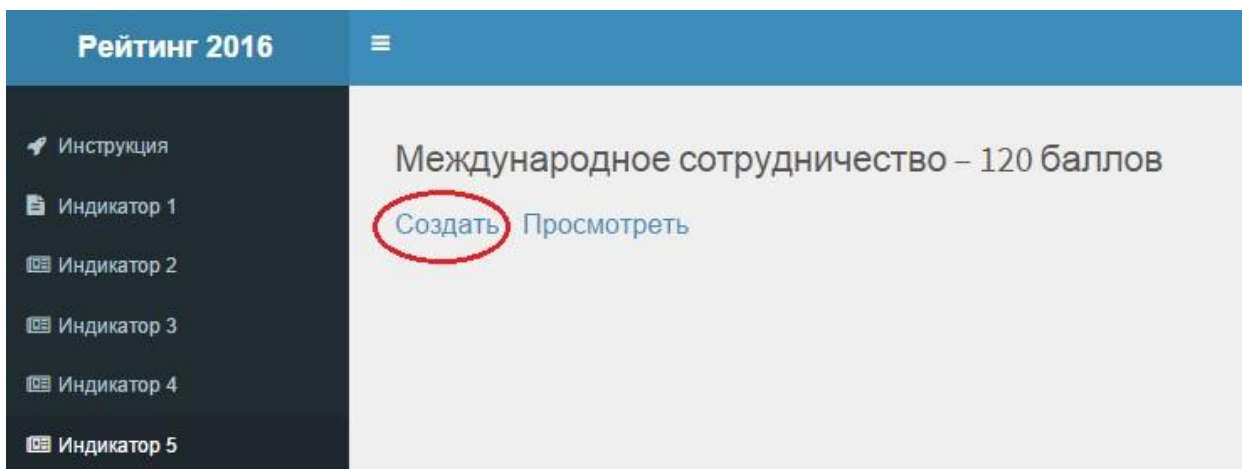 Рейтинг 2016
Инструкция
Индикатор 1
Индикатор 2
Индикатор 3
Индикатор 4
Индикатор 5
Международное сотрудничество – 120 баллов
Создать Просмотреть